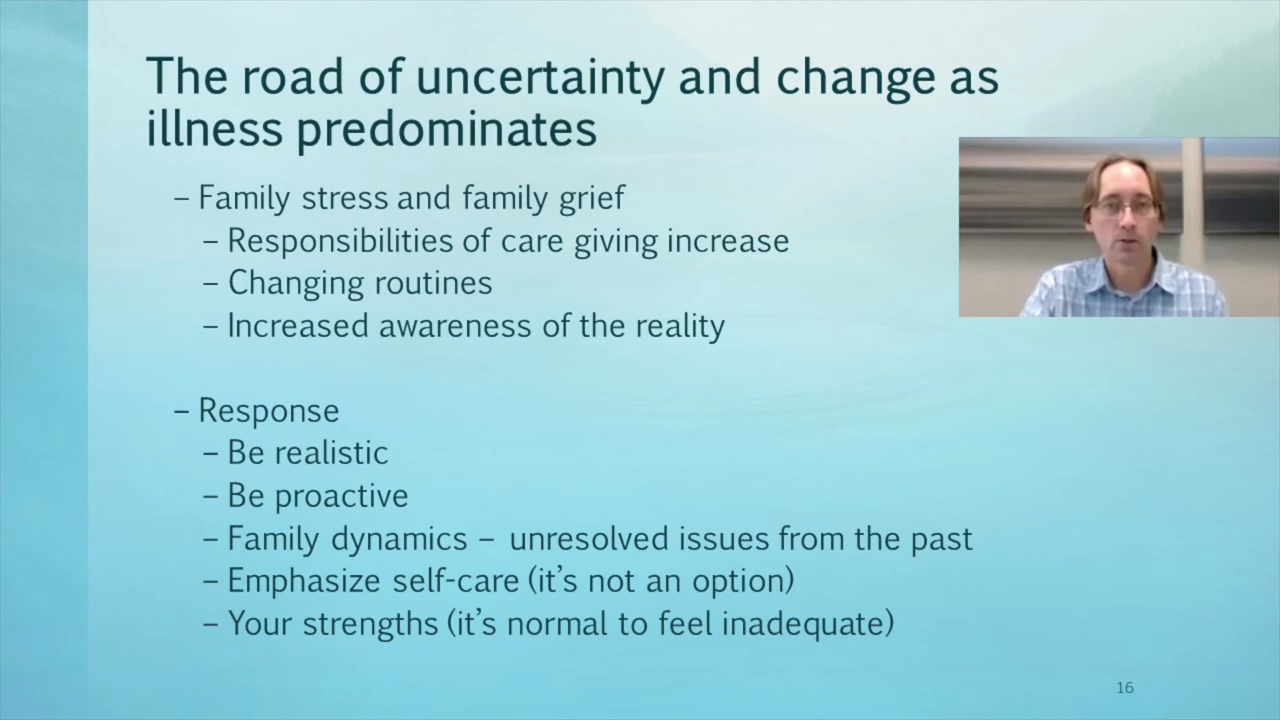 The road of uncertainty and change as
illness predominates
– Family stress and family grief
– Responsibilities of care giving increase
– Changing routines
– Increased awareness of the reality
– Response
– Be realistic
– Be proactive
– Family dynamics – unresolved issues from the past
– Emphasize self-care (it’s not an option)
– Your strengths (it’s normal to feel inadequate)
16